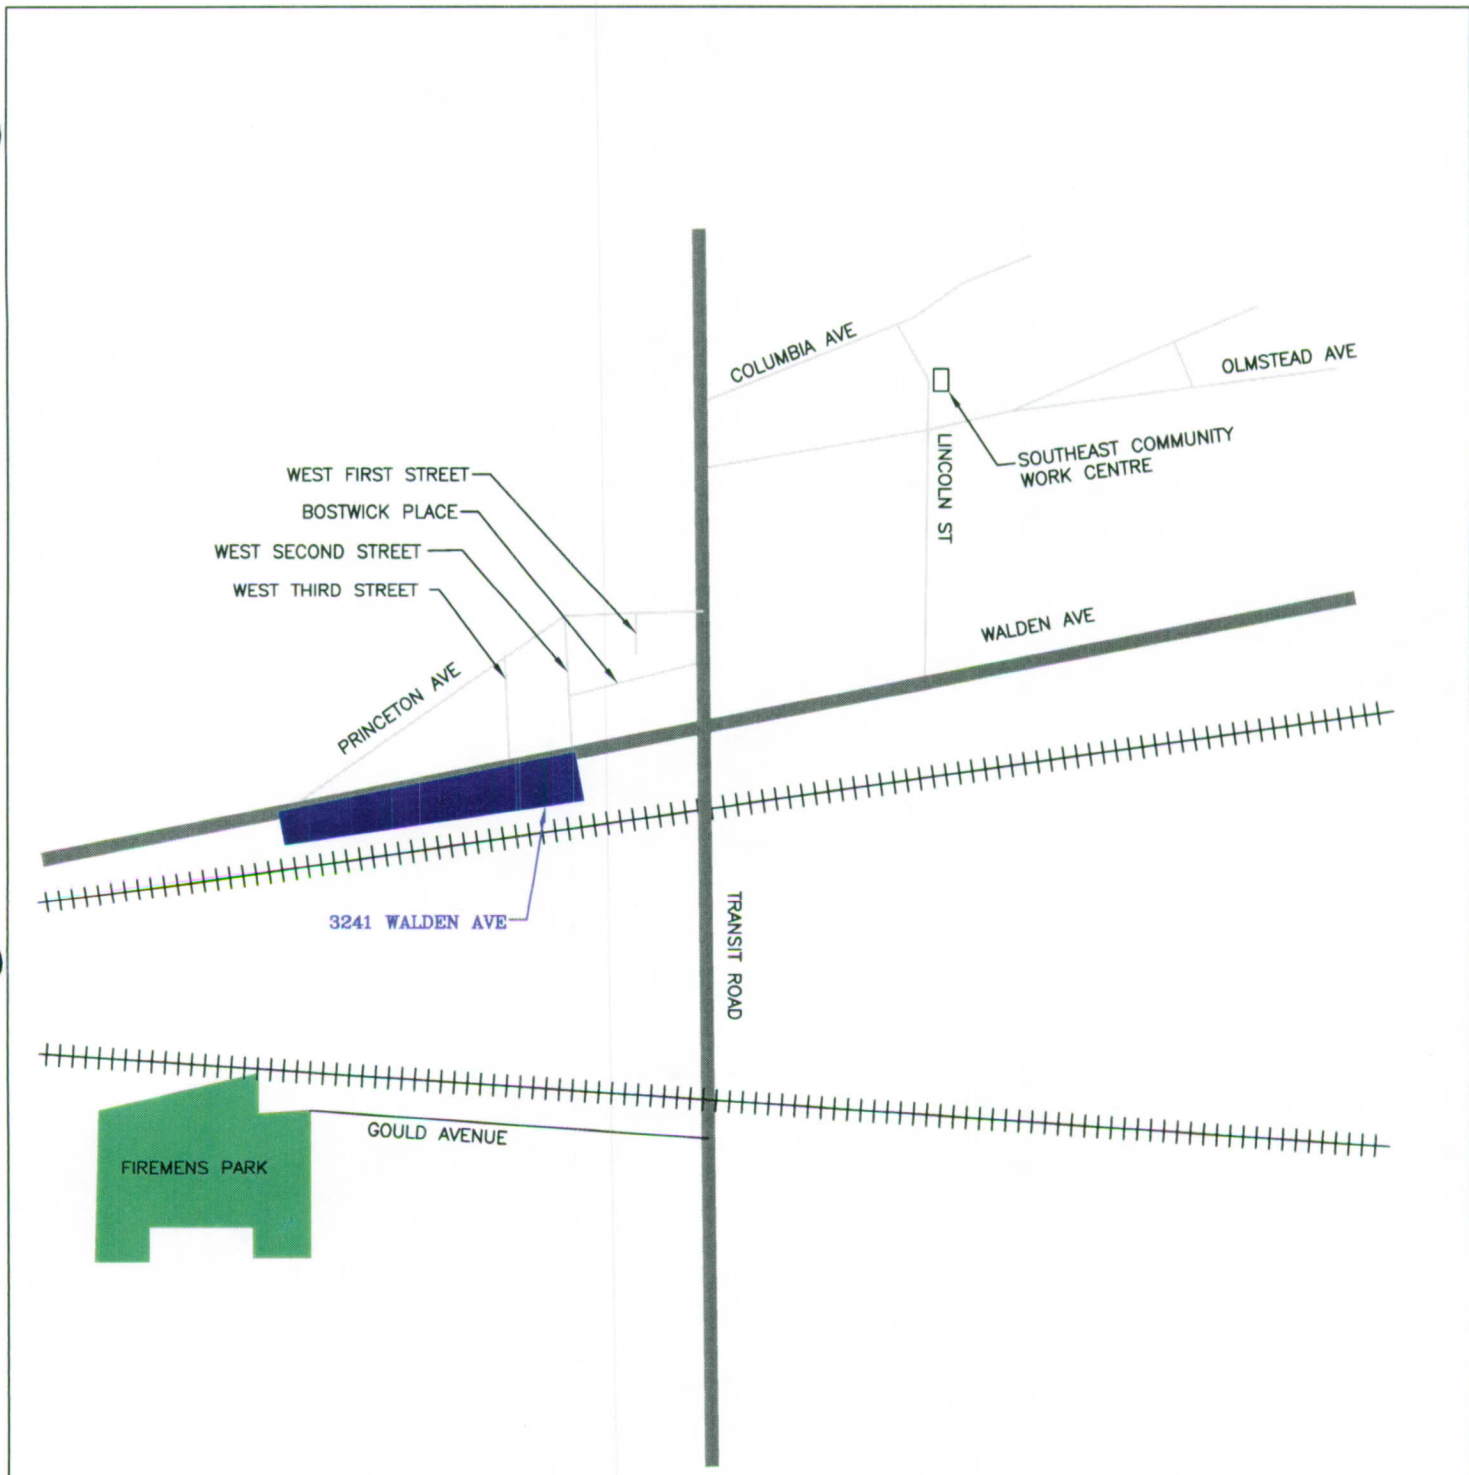 COLUMBIA AVE
OLMSTEAD AVE
LINCOLN ST
SOUTHEAST COMMUNITY
WORK CENTRE
WEST FIRST STREET
BOSTWICK PLACE
WEST SECOND STREET
WEST THIRD STREET
WALDEN AVE
PRINCETON AVE
3241 WALDEN AVE
TRANSIT ROAD
GOULD AVENUE
FIREMENS PARK